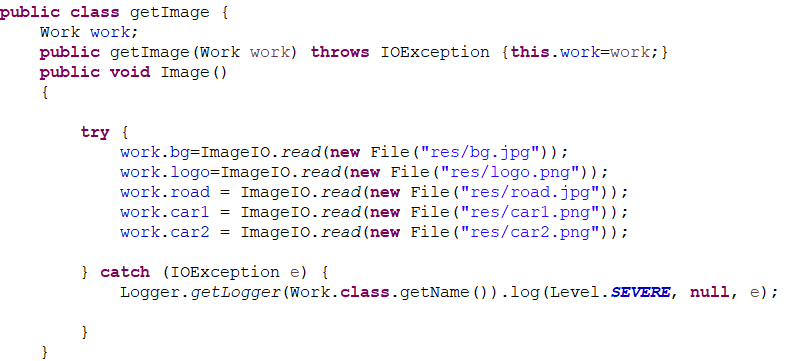 public class getImage {
    Work work;
    public getImage(Work work) throws IOException {this.work=work;}
    public void Image()
    {

        try {
            work.bg=ImageIO.read(new File("res/bg.jpg"));
            work.logo=ImageIO.read(new File("res/logo.png"));
            work.road = ImageIO.read(new File("res/road.jpg"));
            work.car1 = ImageIO.read(new File("res/car1.png"));
            work.car2 = ImageIO.read(new File("res/car2.png"));

        } catch (IOException e) {
            Logger.getLogger(Work.class.getName()).log(Level.SEVERE, null, e);

        }
    }